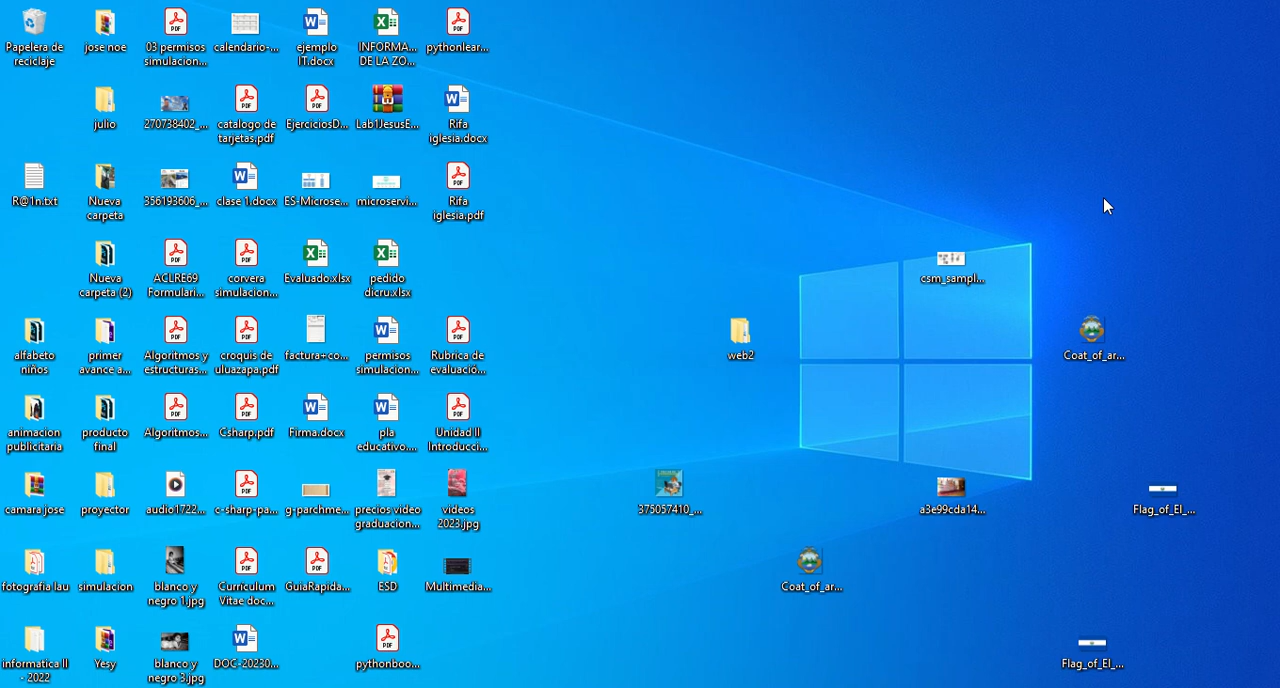 Papelera de
reciclaje
jose noe
03 permisos
simulacion...
calendario-...
ejemplo
IT.docx
INFORMA...
DE LA ZO...
pythonlear...
julio
270738402_...
catalogo de
tarjetas.pdf
EjerciciosD...
Lab1JesusE...
Rifa
iglesia.docx
R@1n.txt
Nueva
carpeta
356193606_...
clase 1.docx
ES-Microse...
microservi...
Rifa
iglesia.pdf
Nueva
carpeta (2)
ACLRE69
Formulari...
corvera
simulacion...
Evaluado.xlsx
pedido
dicru.xlsx
csm_sampl...
alfabeto
niños
primer
avance a...
Algoritmos y
estructuras...
croquis de
uluazapa.pdf
factura+co...
permisos
simulacion...
Rubrica de
evaluació...
web2
Coat_of_ar...
animacion
publicitaria
producto
final
Algoritmos...
Csharp.pdf
Firma.docx
pla
educativo....
Unidad II
Introducci...
camara jose
proyector
audio1722...
c-sharp-pa...
g-parchme...
precios video
graduacion...
videos
2023.jpg
375057410_...
a3e99cda14...
Flag_of_El_...
fotografia lau
simulacion
blanco y
negro 1.jpg
Curriculum
Vitae doc...
GuiaRapida...
ESD
Multimedia...
Coat_of_ar...
informatica II
- 2022
Yesy
blanco y
negro 3.jpg
DOC-20230...
pythonboo...
Flag_of_El_...